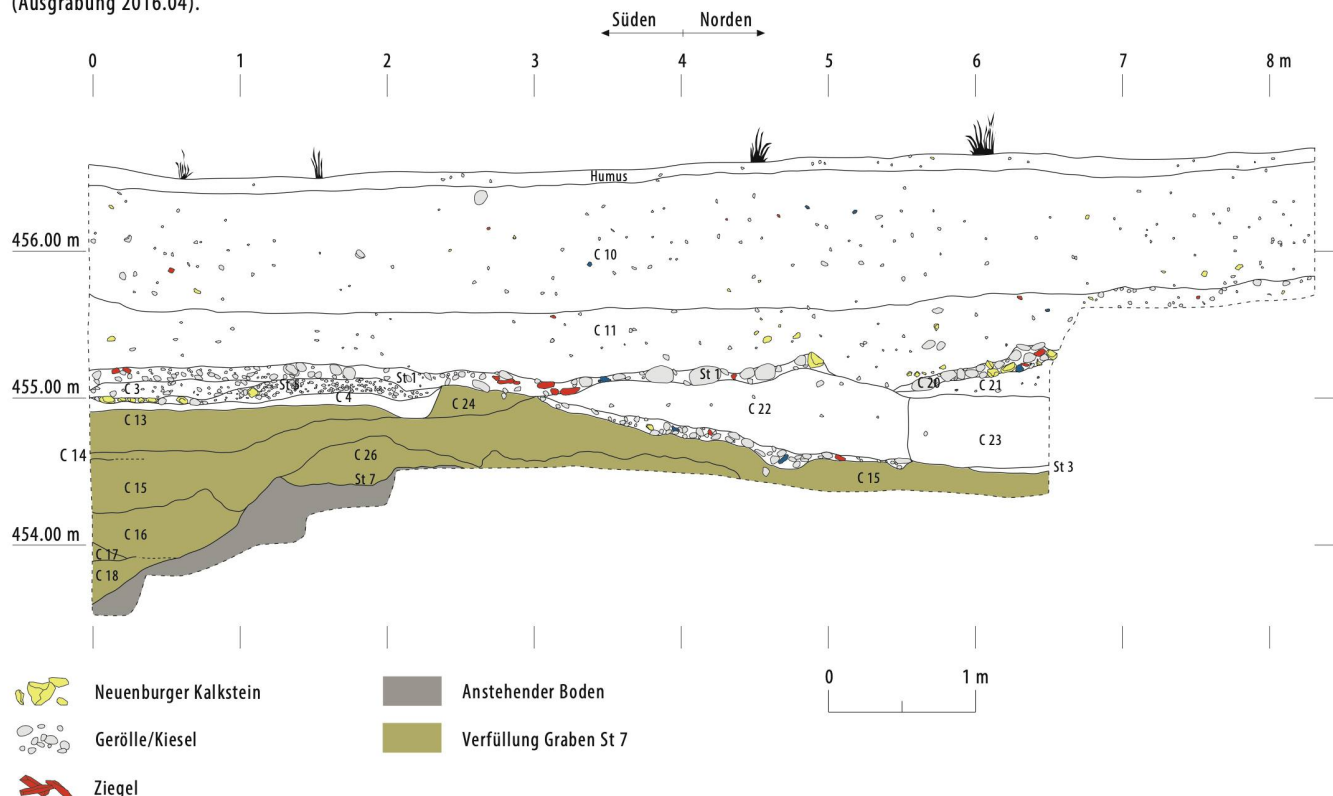 (Ausgrabung 2016.04).
Süden Norden
0 1 2 3 4 5 6 7 8 m
Humus
456.00 m
C 10
C 11
455.00 m
C 3
St 8
St 1
St 1
C 20
C 21
C 4
C 24
C 22
C 13
C 23
C 14
C 26
St 3
C 15
St 7
C 15
454.00 m
C 16
C 17
C 18
0 1 m
Neuenburger Kalkstein
Anstehender Boden
Gerölle/Kiesel
Verfüllung Graben St 7
Ziegel